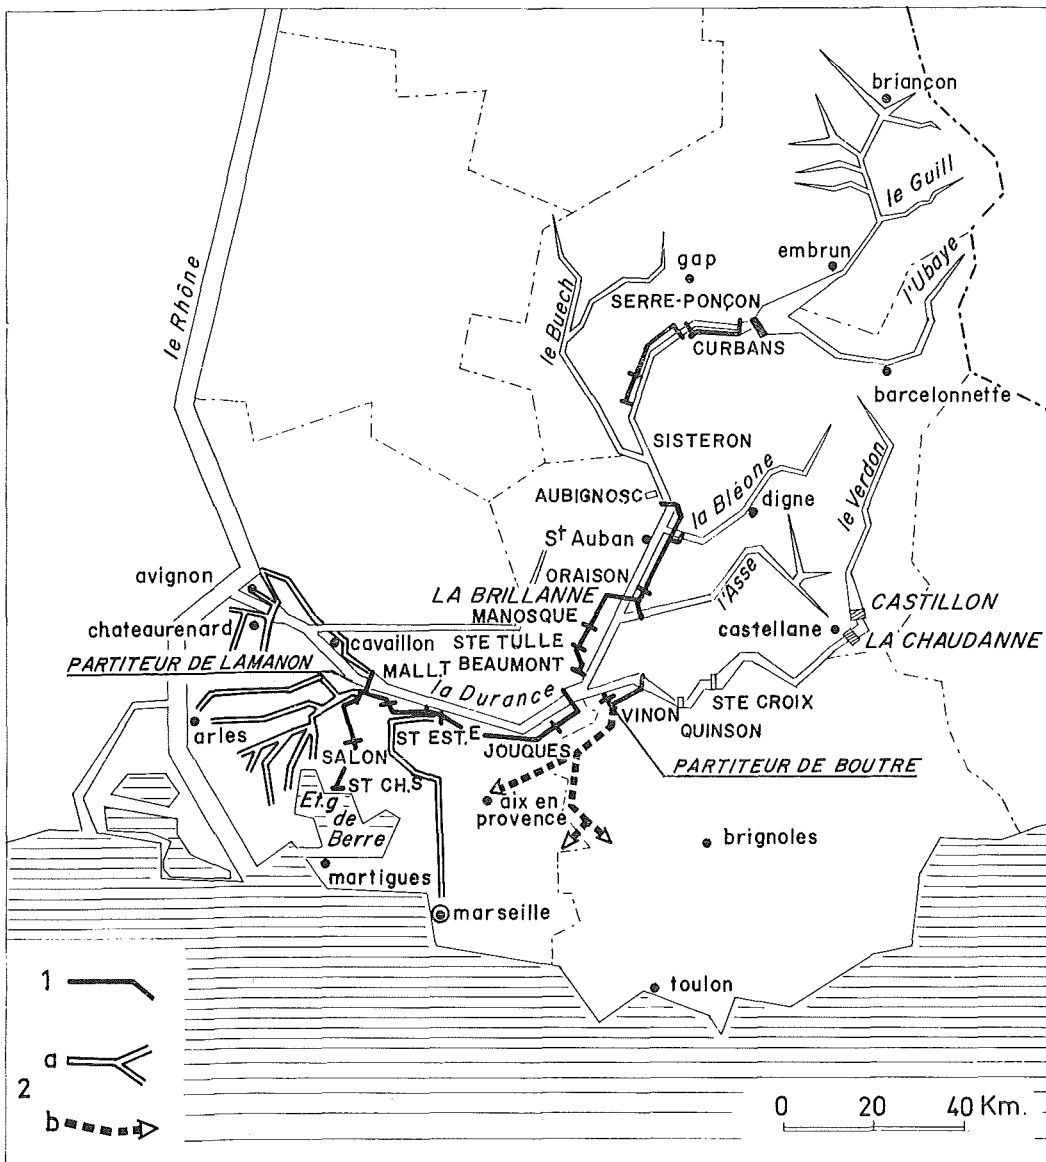 briançon
le Guill
le Rhône
gap
embrun
l'Ubaye
SERRE-PONÇON
le Buech
CURBANS
barcelonnette
SISTERON
la Bléone
le Verdon
AUBIGNOSC
digne
St Auban
ORAISON
l'Asse
avignon
LA BRILLANNE
MANOSQUE
CASTILLON
chateaurenard
cavaillon
STE TULLE
castellane
LA CHAUDANNE
PARTITEUR DE LAMANON
MALLT
BEAUMONT
la Durance
STE CROIX
VINON
QUINSON
arles
ST EST.E
JOUQUES
SALON
PARTITEUR DE BOUTRE
ST CH.S
Et.g
de
Berre
aix en
provence
brignoles
martigues
marseille
toulon
1
a
2
b
0 20 40 Km.